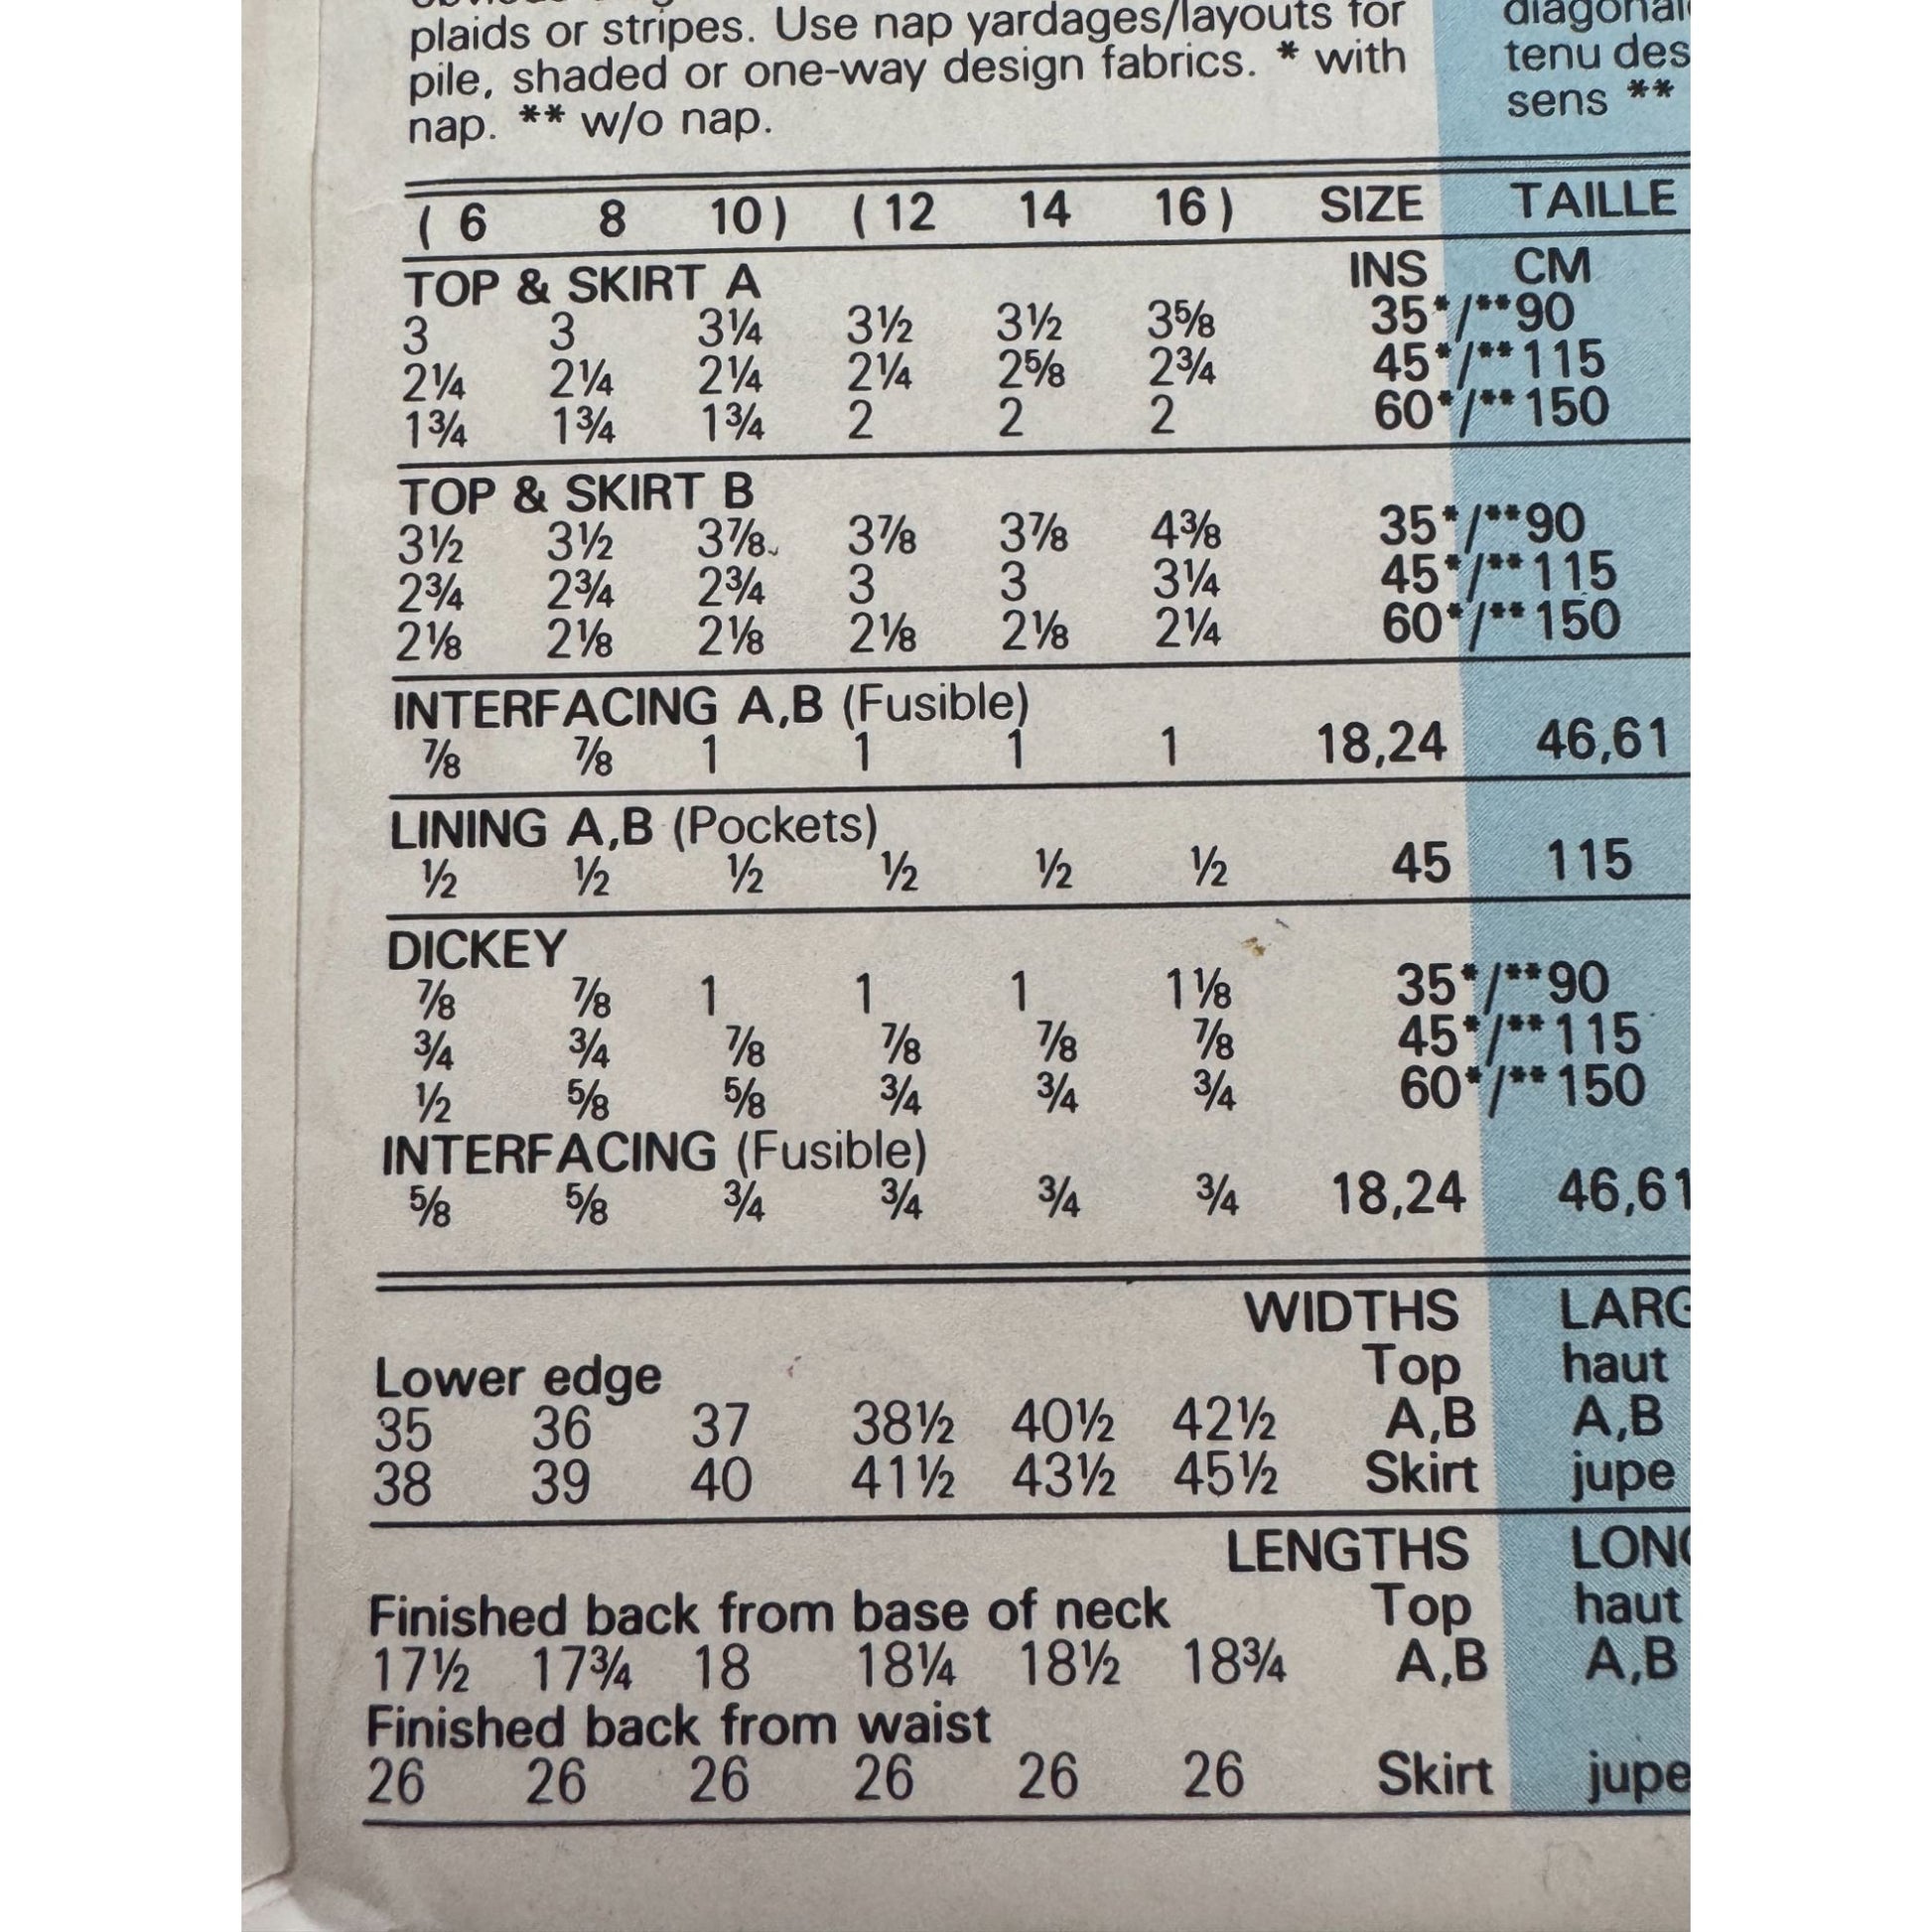 plaids or stripes. Use nap yardages/layouts for
pile, shaded or one-way design fabrics. * with
nap. ** w/o nap.
tenu des
sens **
( 6 8 10) (12 14 16) SIZE TAILLE
TOP & SKIRT A INS CM
3 3 3¼ 3½ 3½ 3⅝ 35*/**90
2¼ 2¼ 2¼ 2¼ 2⅝ 2¾ 45*/**115
1¾ 1¾ 1¾ 2 2 2 60*/**150
TOP & SKIRT B
3½ 3½ 3⅞ 3⅞ 3⅞ 4⅜ 35*/**90
2¾ 2¾ 2¾ 3 3 3¼ 45*/**115
2⅛ 2⅛ 2⅛ 2⅛ 2⅛ 2¼ 60*/**150
INTERFACING A,B (Fusible)
⅞ ⅞ 1 1 1 1 18,24 46,61
LINING A,B (Pockets)
½ ½ ½ ½ ½ ½ 45 115
DICKEY
⅞ ⅞ 1 1 1 1⅛ 35*/**90
¾ ¾ ⅞ ⅞ ⅞ ⅞ 45*/**115
½ ⅝ ⅝ ¾ ¾ ¾ 60*/**150
INTERFACING (Fusible)
⅝ ⅝ ¾ ¾ ¾ ¾ 18,24 46,61
WIDTHS LARG
Lower edge Top haut
35 36 37 38½ 40½ 42½ A,B A,B
38 39 40 41½ 43½ 45½ Skirt jupe
LENGTHS LONG
Finished back from base of neck Top haut
17½ 17¾ 18 18¼ 18½ 18¾ A,B A,B
Finished back from waist
26 26 26 26 26 26 Skirt jupe